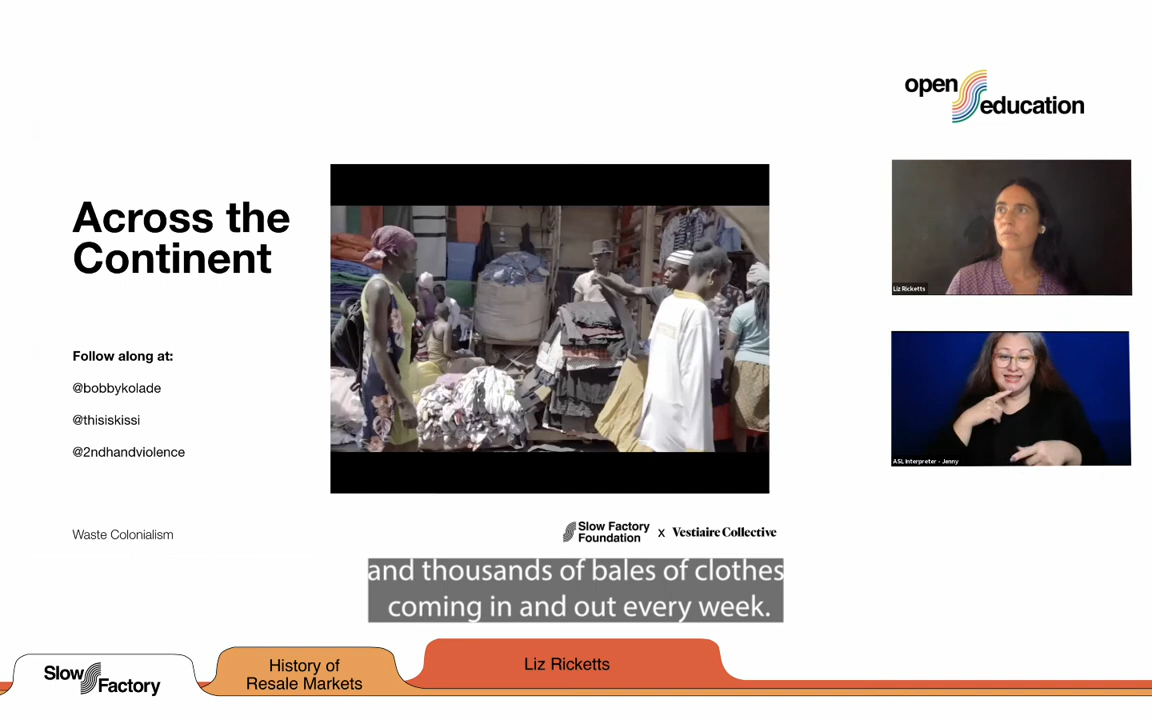 open
education
Across the
Continent
Follow along at:
@bobbykolade
@thisiskissi
@2ndhandviolence
Liz Ricketts
ASL Interpreter - Jenny
Waste Colonialism
Slow Factory
Foundation
x
Vestiaire Collective
and thousands of bales of clothes
coming in and out every week.
Slow
Factory
History of
Resale Markets
Liz Ricketts